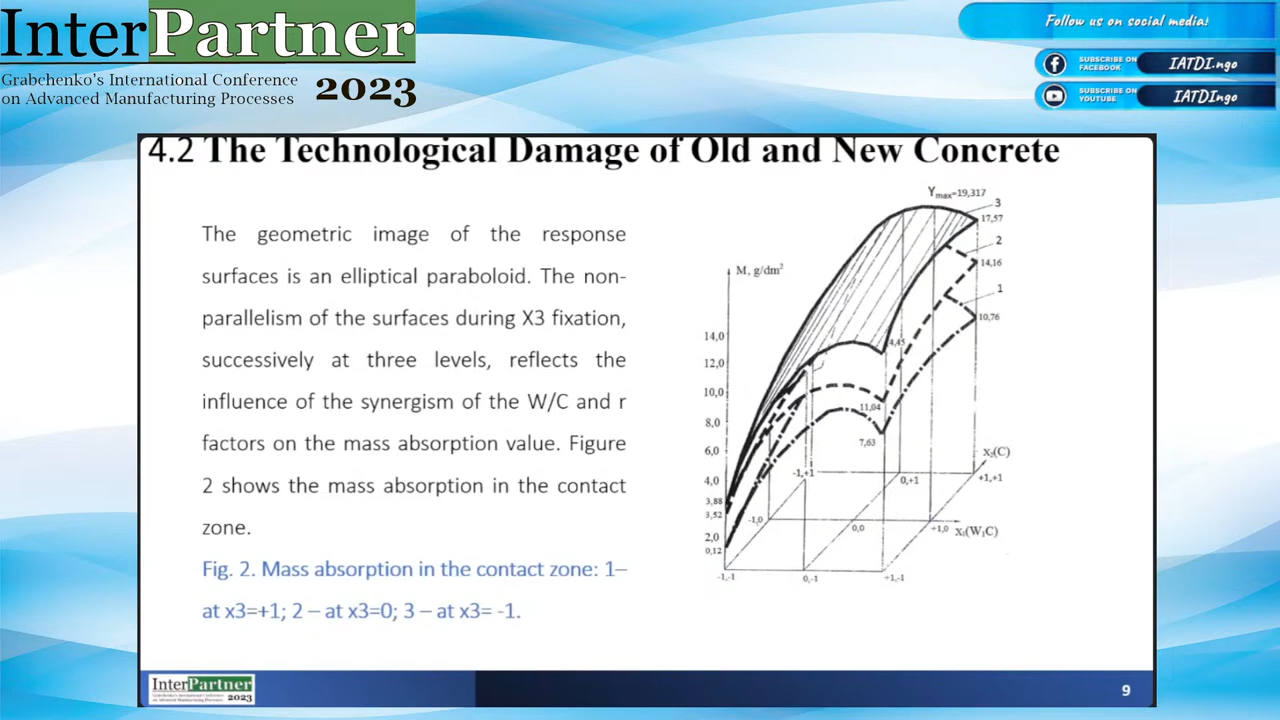 InterPartner
Grabchenko's International Conference
on Advanced Manufacturing Processes
2023
Follow us on social media!
SUBSCRIBE ON
FACEBOOK
IATDI.ngo
SUBSCRIBE ON
YOUTUBE
IATDIngo
4.2 The Technological Damage of Old and New Concrete
The geometric image of the response
surfaces is an elliptical paraboloid. The non-
parallelism of the surfaces during X3 fixation,
successively at three levels, reflects the
influence of the synergism of the W/C and r
factors on the mass absorption value. Figure
2 shows the mass absorption in the contact
zone.
Fig. 2. Mass absorption in the contact zone: 1–
at x3=+1; 2 – at x3=0; 3 – at x3= -1.
Ymax=19,317
3
17,57
2
14,16
1
10,76
M, g/dm²
14,0
12,0
10,0
8,0
6,0
4,0
3,88
3,52
2,0
0,12
4,45
11,04
7,63
X₂(C)
-1,+1
0,+1
+1,+1
-1,0
0,0
+1,0
X₁(W₁C)
-1,-1
0,-1
+1,-1
InterPartner
2023
9